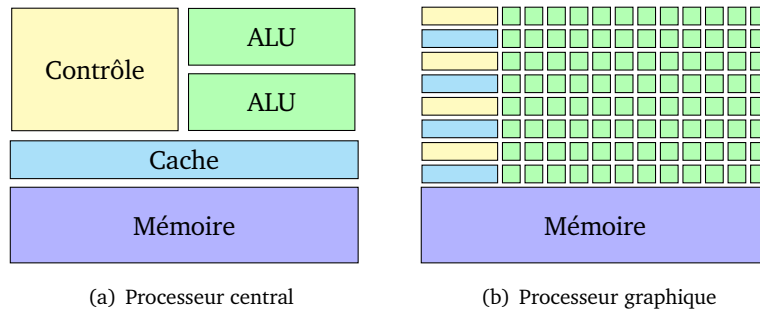 Contrôle
ALU
ALU
Cache
Mémoire
Mémoire
(a) Processeur central
(b) Processeur graphique